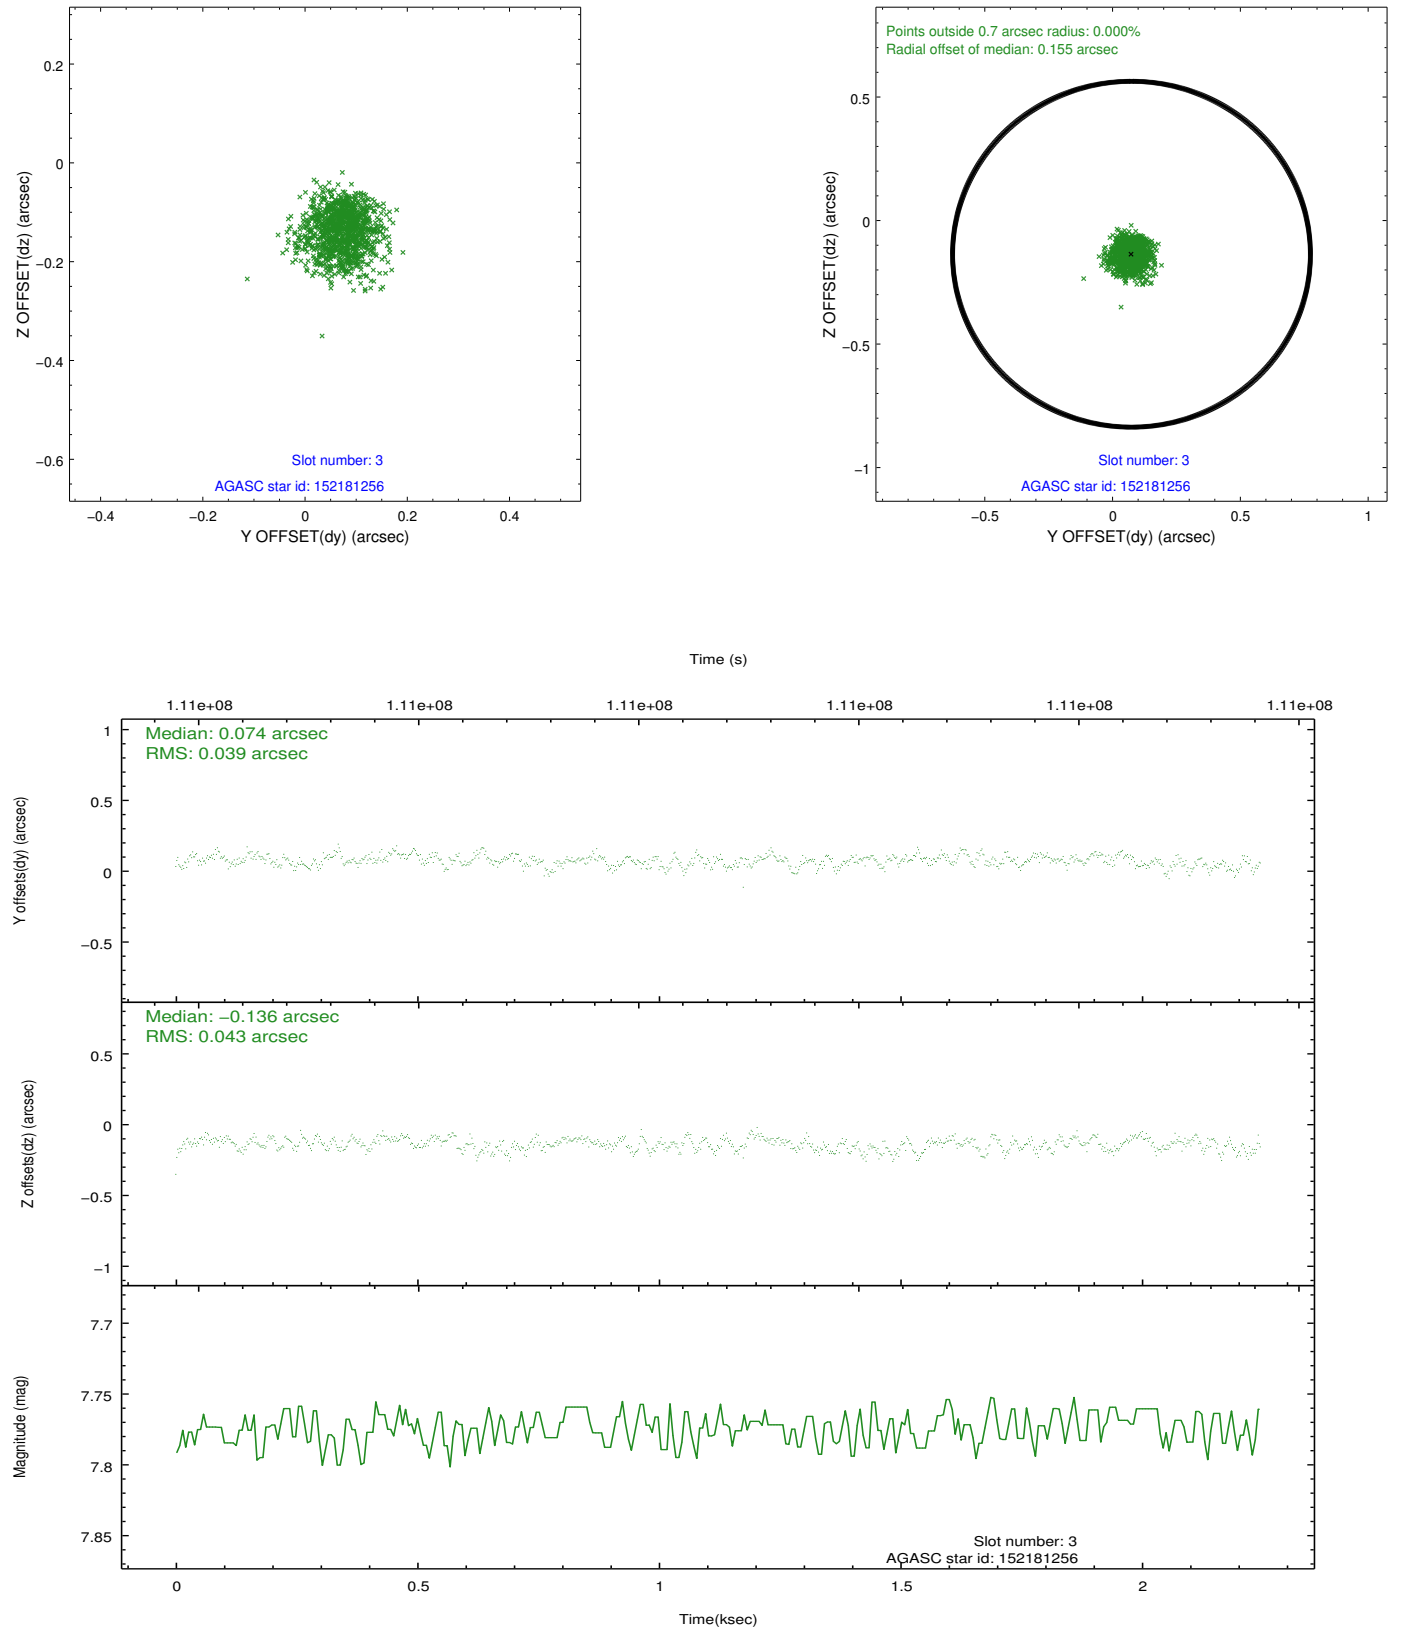 0.2
0
−0.2
−0.4
−0.6
Z OFFSET(dz) (arcsec)
Slot number: 3
AGASC star id: 152181256
−0.4 −0.2 0 0.2 0.4
Y OFFSET(dy) (arcsec)
Points outside 0.7 arcsec radius: 0.000%
Radial offset of median: 0.155 arcsec
0.5
0
−0.5
−1
Z OFFSET(dz) (arcsec)
Slot number: 3
AGASC star id: 152181256
−0.5 0 0.5 1
Y OFFSET(dy) (arcsec)
Time (s)
1.11e+08 1.11e+08 1.11e+08 1.11e+08 1.11e+08 1.11e+08
Median: 0.074 arcsec
RMS: 0.039 arcsec
1
0.5
0
−0.5
Y offsets(dy) (arcsec)
Median: −0.136 arcsec
RMS: 0.043 arcsec
0.5
0
−0.5
−1
Z offsets(dz) (arcsec)
7.7
7.75
7.8
7.85
Magnitude (mag)
Slot number: 3
AGASC star id: 152181256
0 0.5 1 1.5 2
Time(ksec)